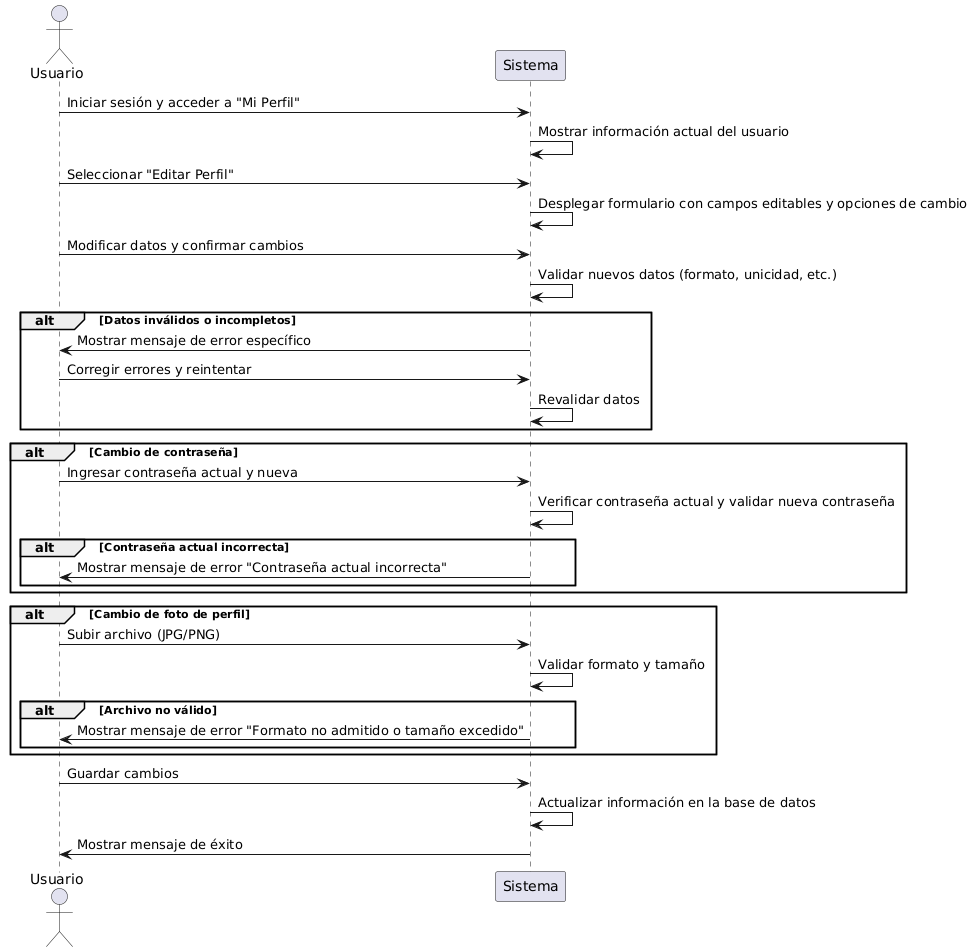 Usuario
Sistema
Iniciar sesión y acceder a "Mi Perfil"
Mostrar información actual del usuario
Seleccionar "Editar Perfil"
Desplegar formulario con campos editables y opciones de cambio
Modificar datos y confirmar cambios
Validar nuevos datos (formato, unicidad, etc.)
alt [Datos inválidos o incompletos]
Mostrar mensaje de error específico
Corregir errores y reintentar
Revalidar datos
alt [Cambio de contraseña]
Ingresar contraseña actual y nueva
Verificar contraseña actual y validar nueva contraseña
alt [Contraseña actual incorrecta]
Mostrar mensaje de error "Contraseña actual incorrecta"
alt [Cambio de foto de perfil]
Subir archivo (JPG/PNG)
Validar formato y tamaño
alt [Archivo no válido]
Mostrar mensaje de error "Formato no admitido o tamaño excedido"
Guardar cambios
Actualizar información en la base de datos
Mostrar mensaje de éxito
Usuario
Sistema